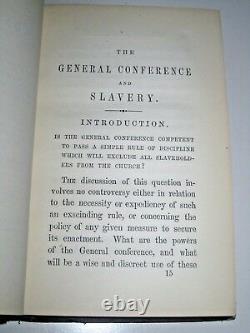 THE
GENERAL CONFERENCE
AND
SLAVERY.
INTRODUCTION.
IS THE GENERAL CONFERENCE COMPETENT
TO PASS A SIMPLE RULE OF DISCIPLINE
WHICH WILL EXCLUDE ALL SLAVEHOLD-
ERS FROM THE CHURCH?
The discussion of this question in-
volves no controversy either in relation
to the necessity or expediency of such
an exscinding rule, or concerning the
policy of any given measure to secure
its enactment. What are the powers
of the General conference, and what
will be a wise and discreet use of these
15